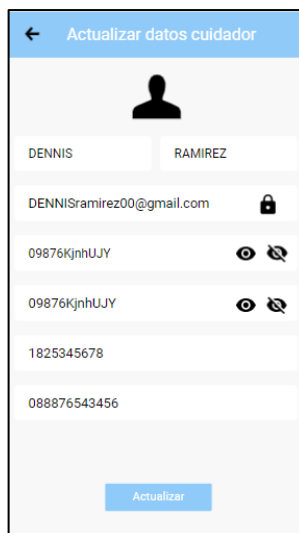 Actualizar datos cuidador
DENNIS RAMIREZ
DENNISramirez00@gmail.com
09876KjnhUJY
09876KjnhUJY
1825345678
088876543456
Actualizar